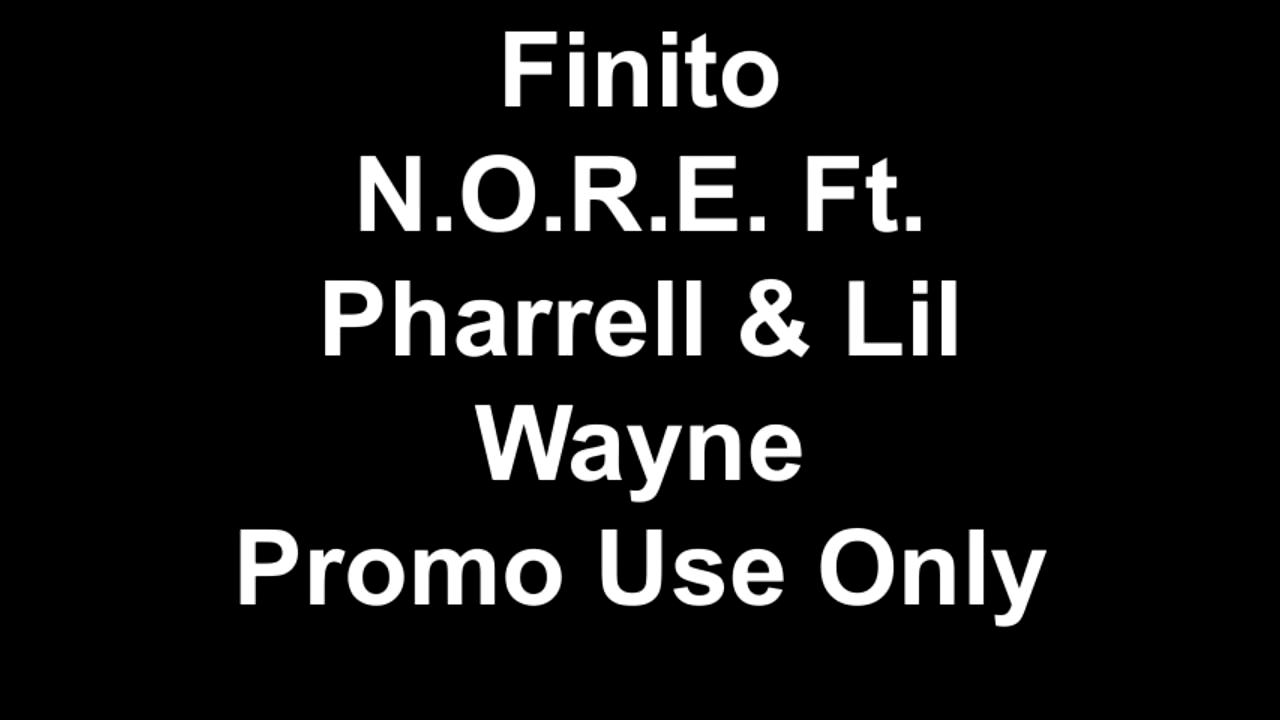 Finito
N.O.R.E. Ft.
Pharrell & Lil
Wayne
Promo Use Only